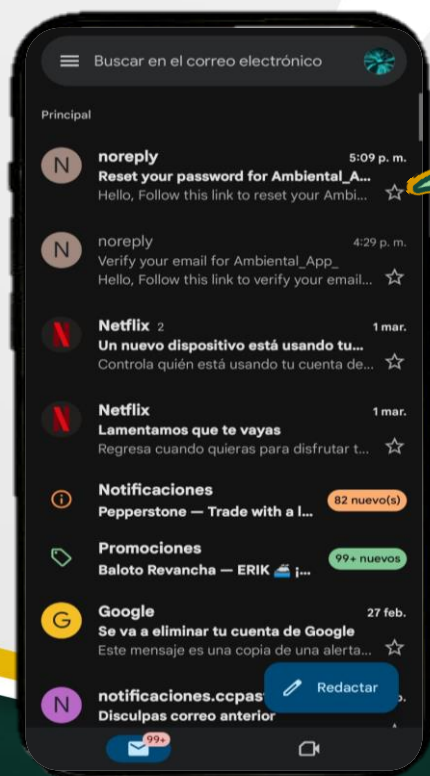 Buscar en el correo electrónico
Principal
N
noreply
5:09 p. m.
Reset your password for Ambiental_A...
Hello, Follow this link to reset your Ambi...
N
noreply
4:29 p. m.
Verify your email for Ambiental_App_
Hello, Follow this link to verify your email...
N
Netflix 2
1 mar.
Un nuevo dispositivo está usando tu...
Controla quién está usando tu cuenta de...
N
Netflix
1 mar.
Lamentamos que te vayas
Regresa cuando quieras para disfrutar t...
Notificaciones
82 nuevo(s)
Pepperstone — Trade with a l...
Promociones
99+ nuevos
Baloto Revancha — ERIK 🛋️ ¡...
G
Google
27 feb.
Se va a eliminar tu cuenta de Google
Este mensaje es una copia de una alerta...
N
notificaciones.ccpas
Disculpas correo anterior
Redactar
99+